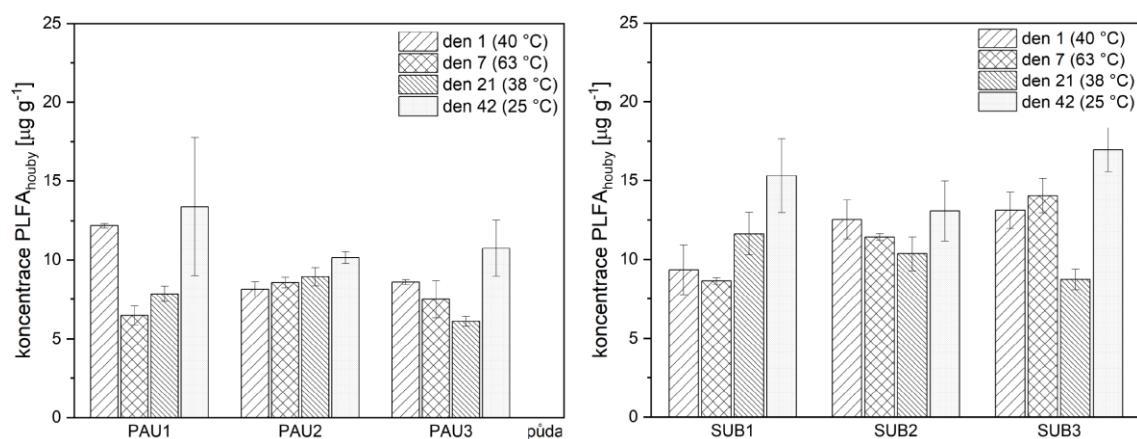 koncentrace PLFAhouby [µg g-1]
25
20
15
10
5
0
den 1 (40 °C)
den 7 (63 °C)
den 21 (38 °C)
den 42 (25 °C)
PAU1 PAU2 PAU3 půda
koncentrace PLFAhouby [µg g-1]
25
20
15
10
5
0
den 1 (40 °C)
den 7 (63 °C)
den 21 (38 °C)
den 42 (25 °C)
SUB1 SUB2 SUB3